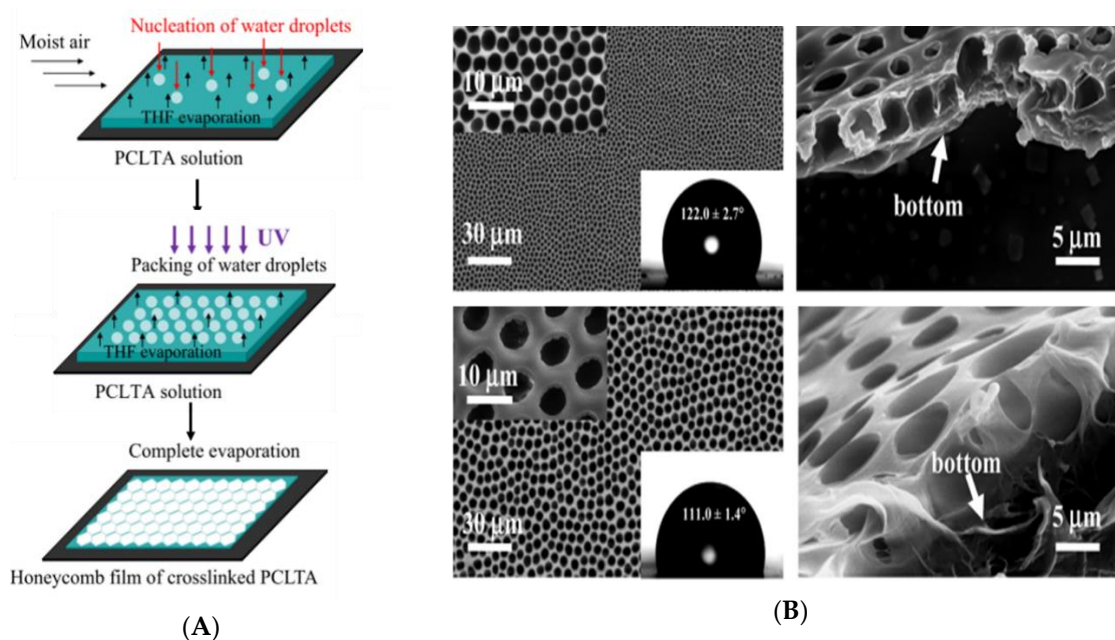 Nucleation of water droplets
Moist air
THF evaporation
PCLTA solution
UV
Packing of water droplets
THF evaporation
PCLTA solution
Complete evaporation
Honeycomb film of crosslinked PCLTA
(A)
10 µm
30 µm
122.0 ± 2.7°
bottom
5 µm
10 µm
30 µm
111.0 ± 1.4°
bottom
5 µm
(B)